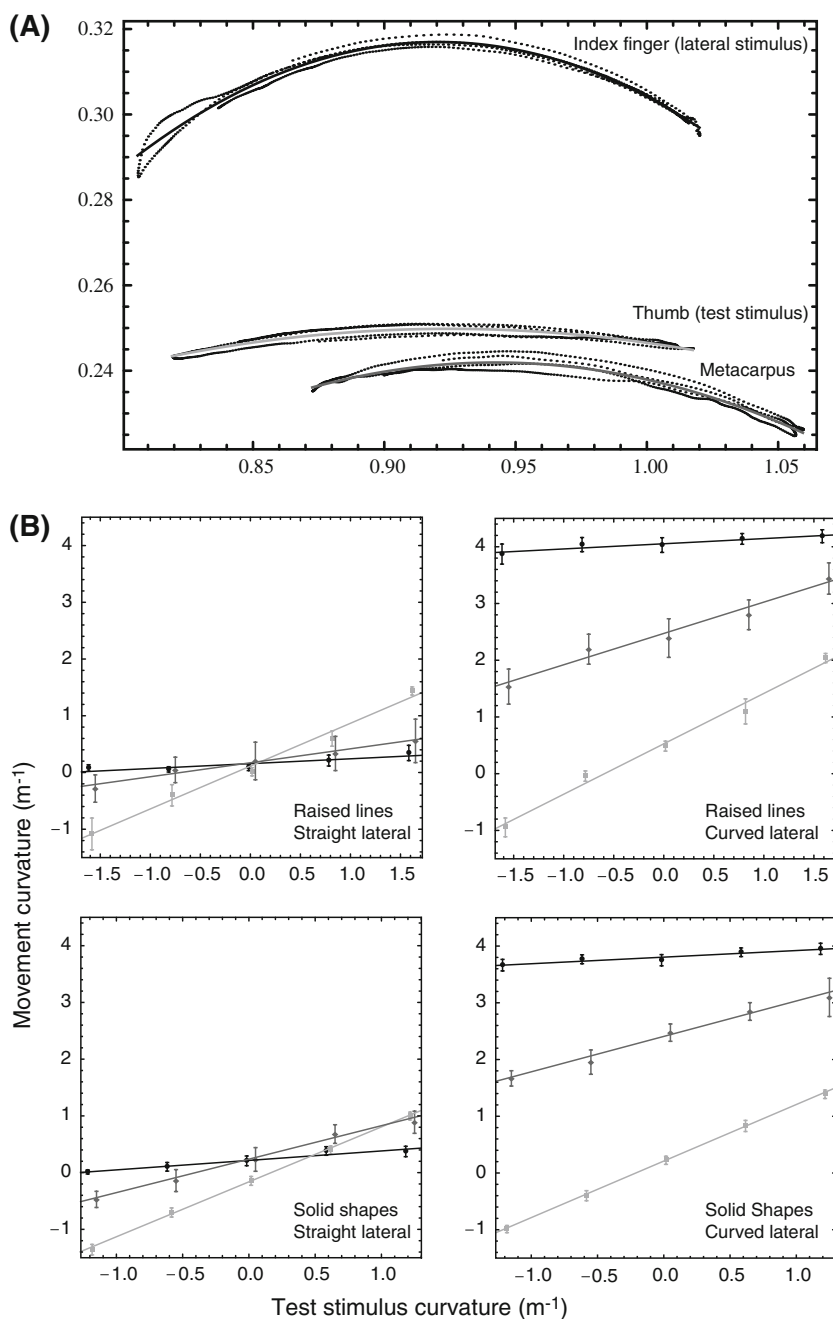 (A)
0.32
0.30
0.28
0.26
0.24
Index finger (lateral stimulus)
Thumb (test stimulus)
Metacarpus
0.85 0.90 0.95 1.00 1.05
(B)
4
3
2
1
0
−1
Raised lines
Straight lateral
−1.5 −1.0 −0.5 0.0 0.5 1.0 1.5
4
3
2
1
0
−1
Raised lines
Curved lateral
−1.5 −1.0 −0.5 0.0 0.5 1.0 1.5
4
3
2
1
0
−1
Solid shapes
Straight lateral
−1.0 −0.5 0.0 0.5 1.0
4
3
2
1
0
−1
Solid Shapes
Curved lateral
−1.0 −0.5 0.0 0.5 1.0
Movement curvature (m⁻¹)
Test stimulus curvature (m⁻¹)